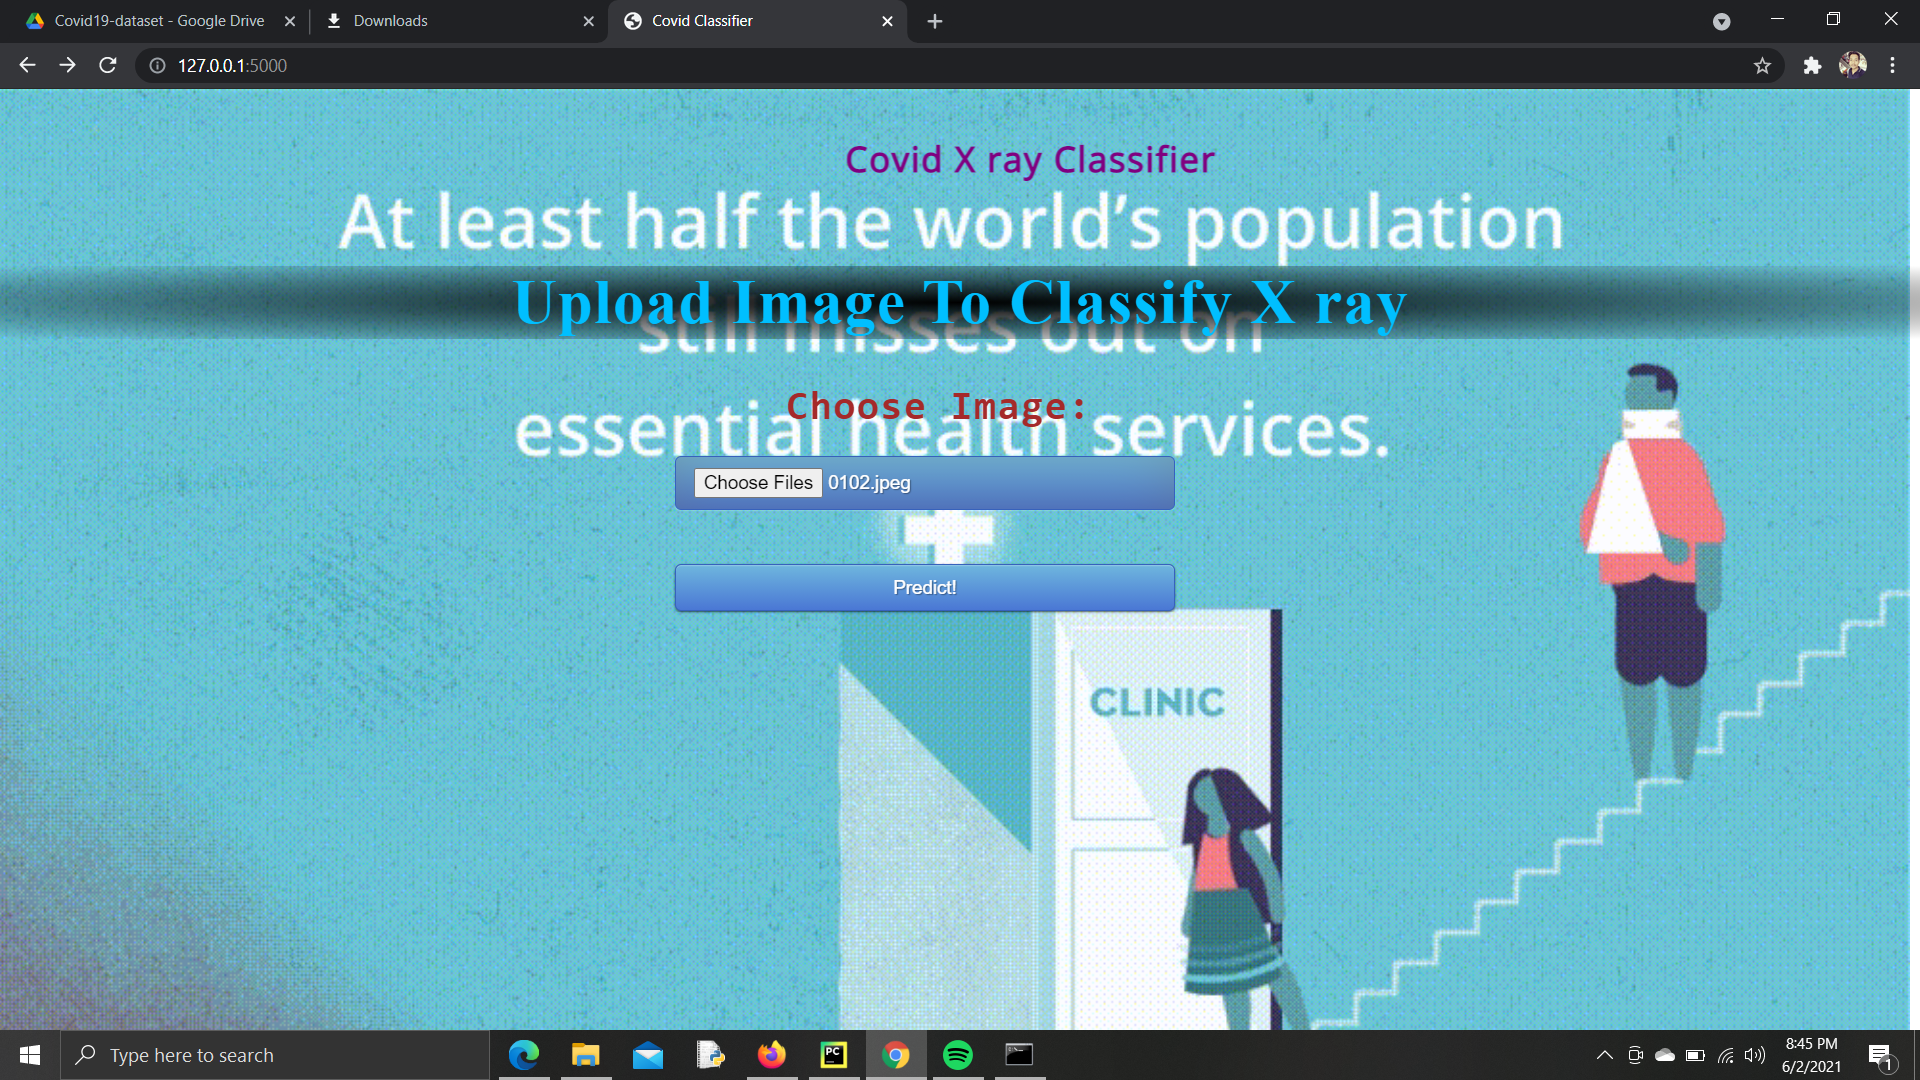 Covid19-dataset - Google Drive
Downloads
Covid Classifier
127.0.0.1:5000
Covid X ray Classifier
At least half the world's population
Upload Image To Classify X ray
still misses out on
Choose Image:
essential health services.
Choose Files 0102.jpeg
Predict!
CLINIC
Type here to search
PC
8:45 PM
6/2/2021
1